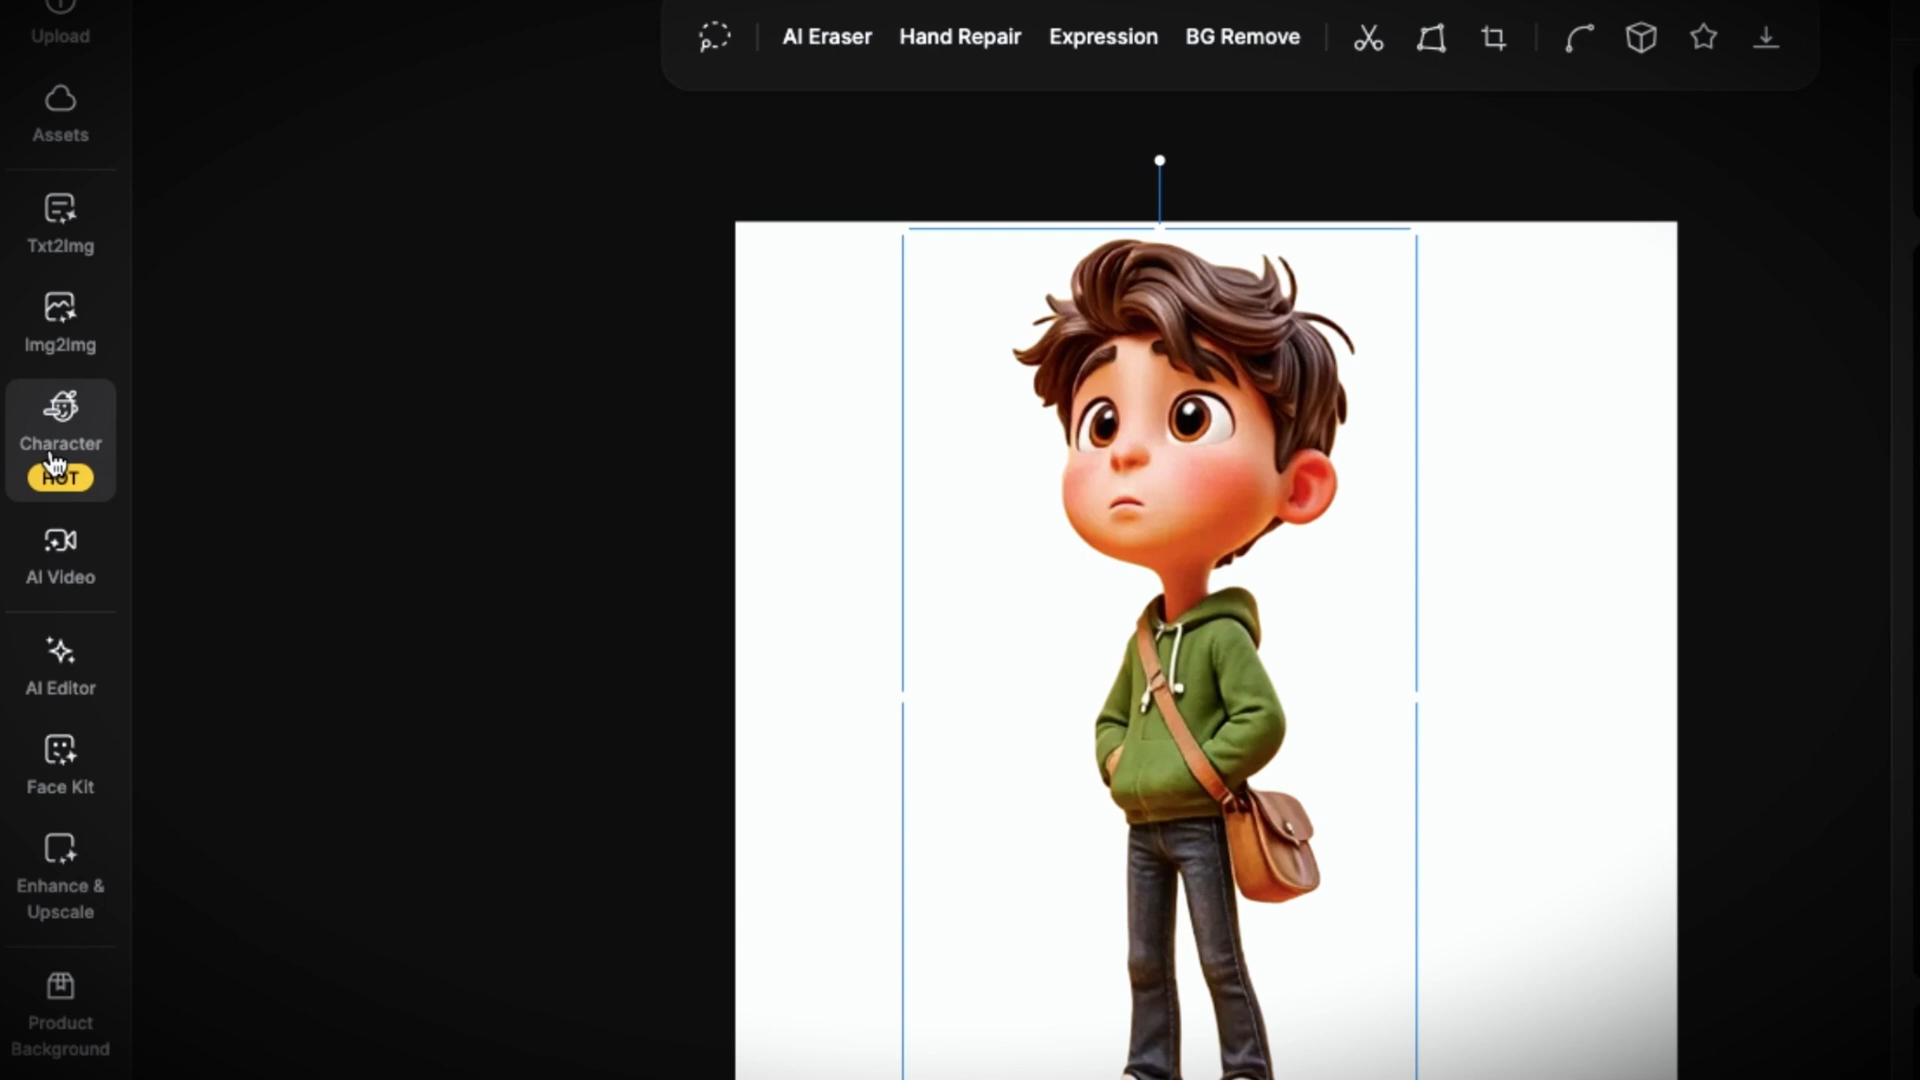 Upload
AI Eraser Hand Repair Expression BG Remove
Assets
Txt2Img
Img2Img
Character
HOT
AI Video
AI Editor
Face Kit
Enhance &
Upscale
Product
Background